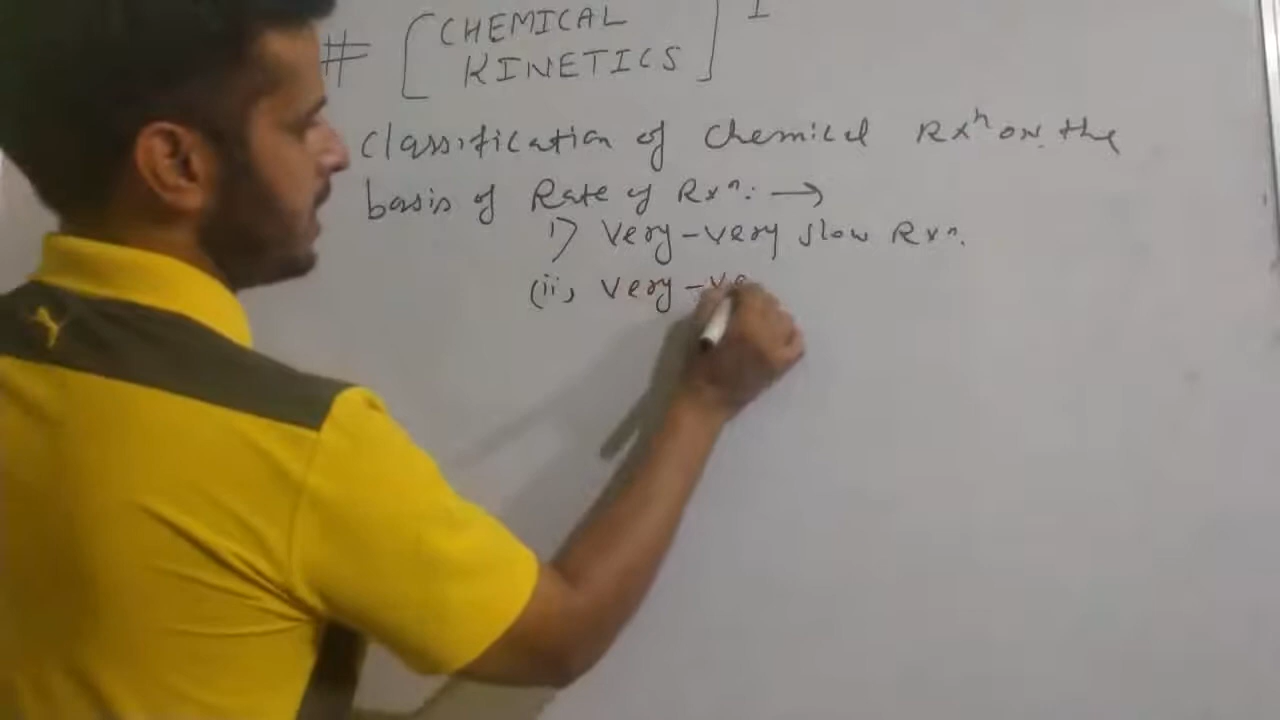 # [CHEMICAL KINETICS] I
Classification of Chemical Rxn on the
basis of Rate of Rxn. →
i) Very-very slow Rxn.
(ii) Very-ve